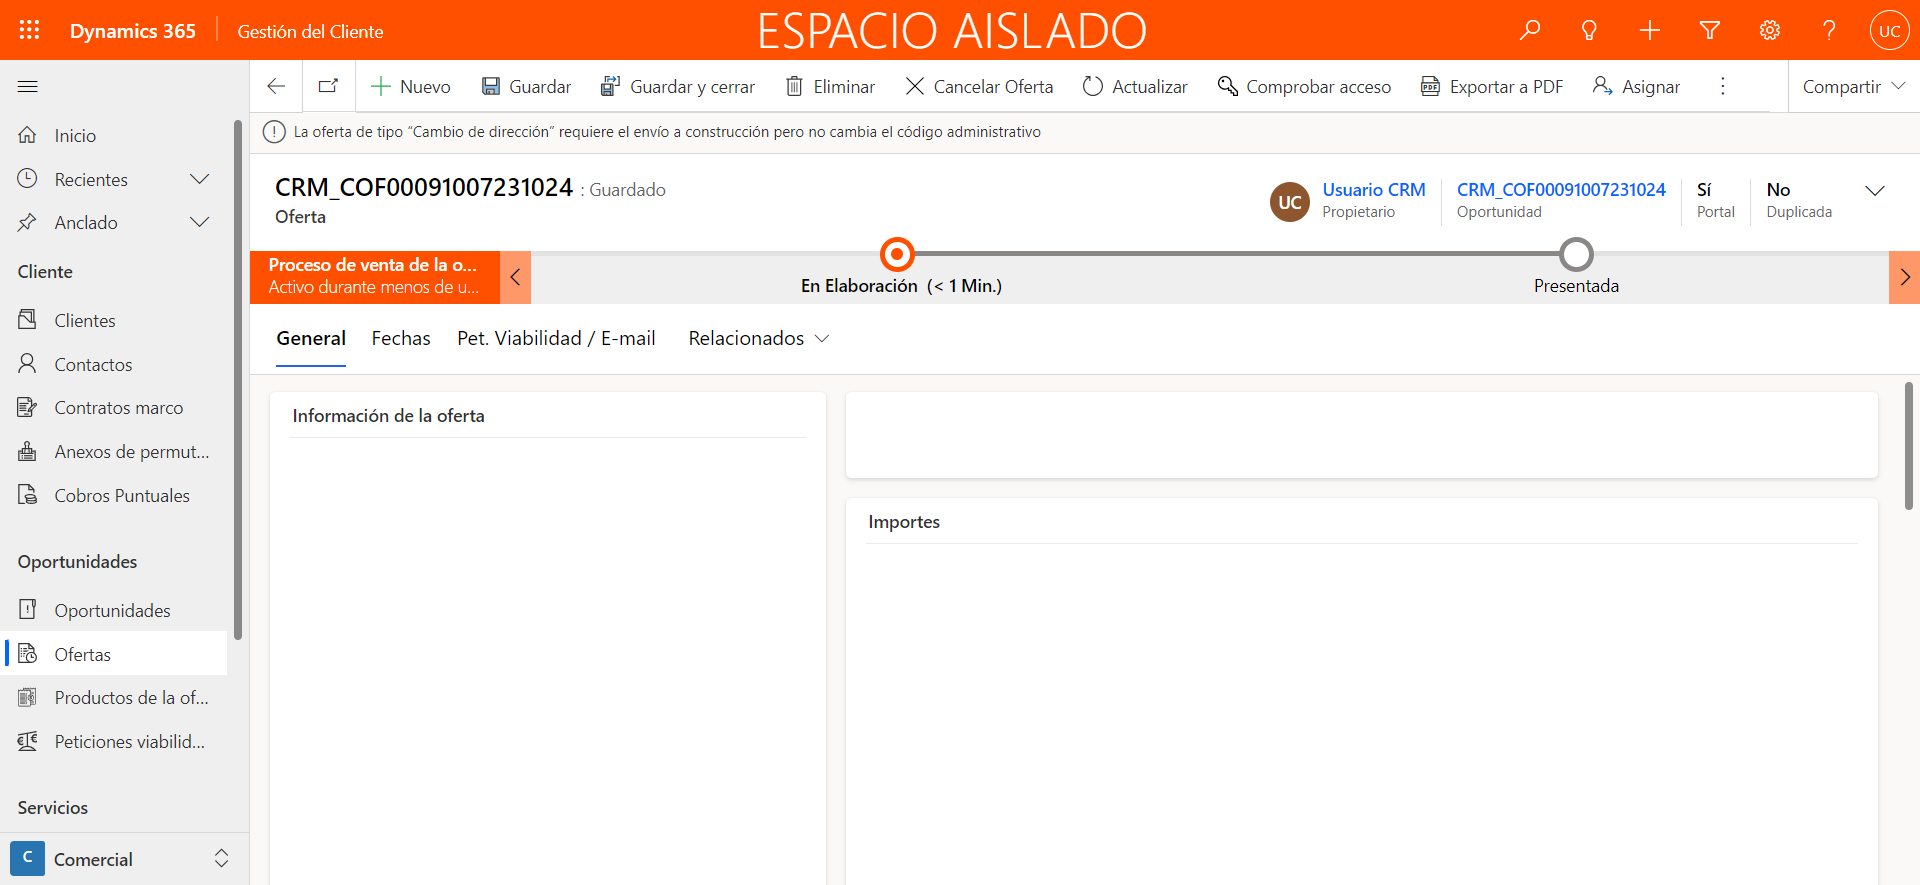 Dynamics 365
Gestión del Cliente
ESPACIO AISLADO
UC
Nuevo
Guardar
Guardar y cerrar
Eliminar
Cancelar Oferta
Actualizar
Comprobar acceso
Exportar a PDF
Asignar
Compartir
La oferta de tipo “Cambio de dirección” requiere el envío a construcción pero no cambia el código administrativo
Inicio
Recientes
Anclado
Cliente
Clientes
Contactos
Contratos marco
Anexos de permut...
Cobros Puntuales
Oportunidades
Oportunidades
Ofertas
Productos de la of...
Peticiones viabilid...
Servicios
C Comercial
CRM_COF00091007231024 : Guardado
Oferta
UC
Usuario CRM
Propietario
CRM_COF00091007231024
Oportunidad
Sí
Portal
No
Duplicada
Proceso de venta de la o...
Activo durante menos de u...
En Elaboración (< 1 Min.)
Presentada
General
Fechas
Pet. Viabilidad / E-mail
Relacionados
Información de la oferta
Importes